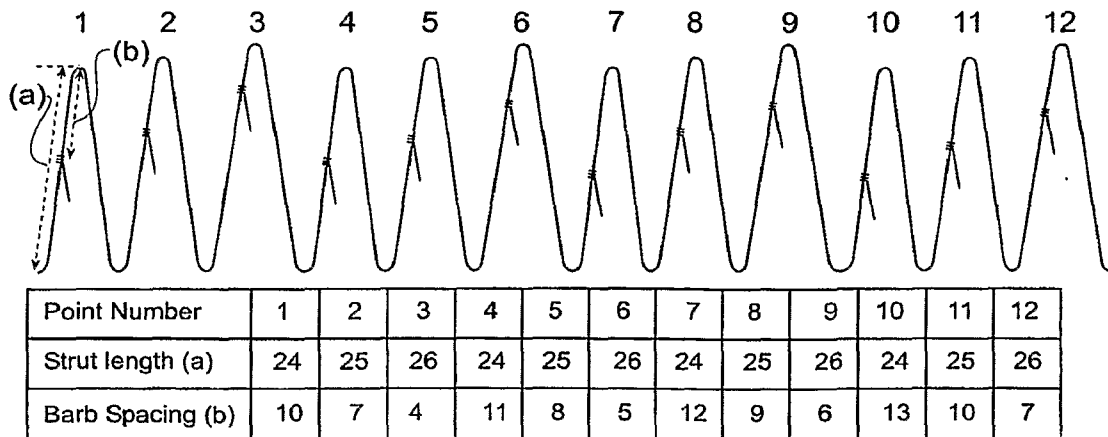 1 2 3 4 5 6 7 8 9 10 11 12
(b)
(a)
Point Number 1 2 3 4 5 6 7 8 9 10 11 12
Strut length (a) 24 25 26 24 25 26 24 25 26 24 25 26
Barb Spacing (b) 10 7 4 11 8 5 12 9 6 13 10 7